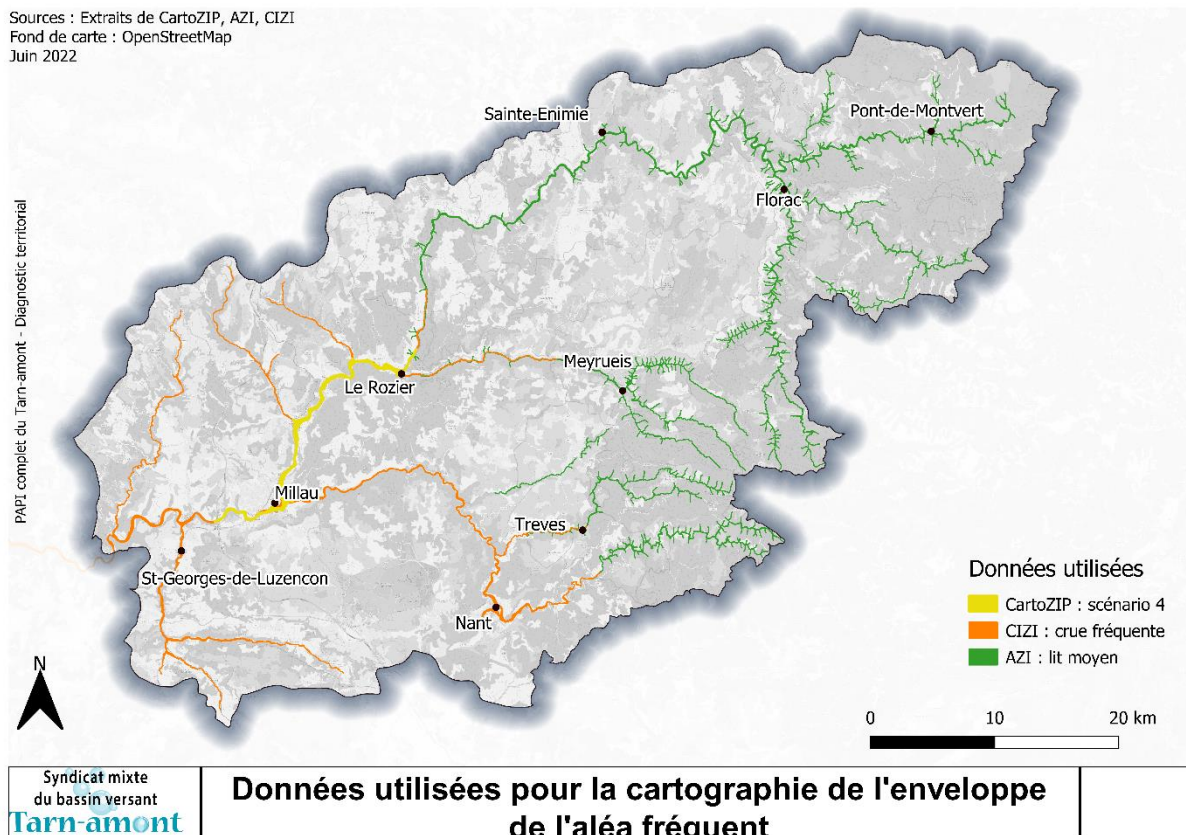 Sources : Extraits de CartoZIP, AZI, CIZI
Fond de carte : OpenStreetMap
Juin 2022
PAPI complet du Tarn-amont - Diagnostic territorial
Sainte-Enimie
Pont-de-Montvert
Florac
Meyrueis
Le Rozier
Millau
Treves
St-Georges-de-Luzencon
Nant
Données utilisées
CartoZIP : scénario 4
CIZI : crue fréquente
AZI : lit moyen
N
0 10 20 km
Syndicat mixte
du bassin versant
Tarn-amont
Données utilisées pour la cartographie de l'enveloppe
de l'aléa fréquent